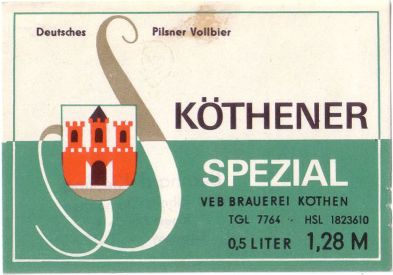 Deutsches Pilsner Vollbier
KÖTHENER
SPEZIAL
VEB BRAUEREI KÖTHEN
TGL 7764 · HSL 1823610
0,5 LITER 1,28 M